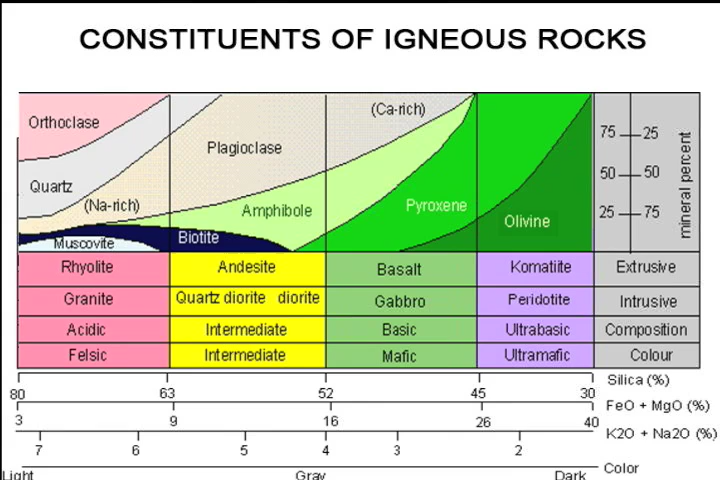 CONSTITUENTS OF IGNEOUS ROCKS
Orthoclase
Quartz
(Na-rich)
Muscovite
Plagioclase
(Ca-rich)
Amphibole
Biotite
Pyroxene
Olivine
75 25
50 50
25 75
mineral percent
Rhyolite Andesite Basalt Komatiite Extrusive
Granite Quartz diorite diorite Gabbro Peridotite Intrusive
Acidic Intermediate Basic Ultrabasic Composition
Felsic Intermediate Mafic Ultramafic Colour
80 63 52 45 30 Silica (%)
3 9 16 26 40 FeO + MgO (%)
7 6 5 4 3 2 K2O + Na2O (%)
Light Gray Dark Color